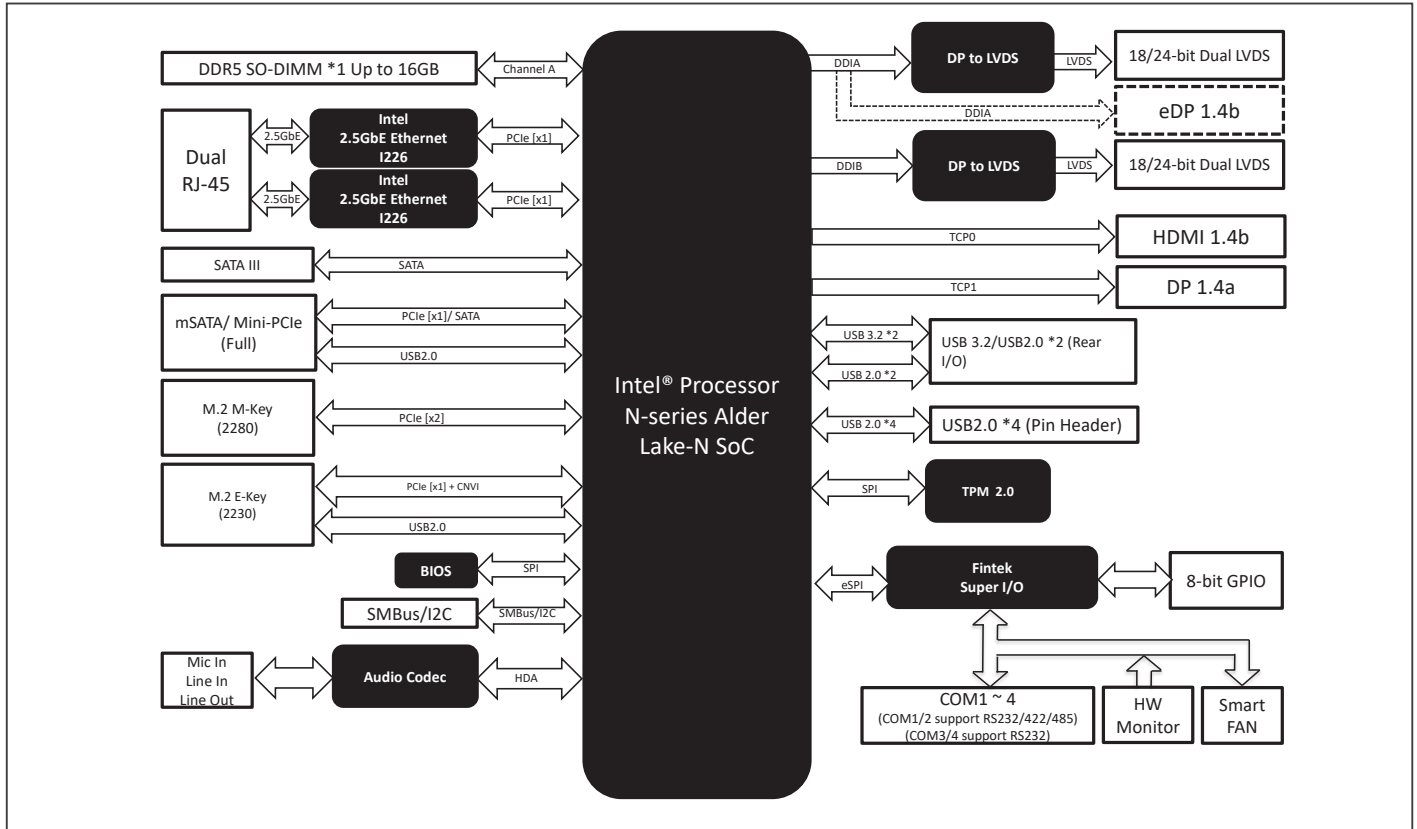 DDR5 SO-DIMM *1 Up to 16GB
Channel A
Dual
RJ-45
2.5GbE
Intel
2.5GbE Ethernet
I226
PCIe [x1]
2.5GbE
Intel
2.5GbE Ethernet
I226
PCIe [x1]
SATA III
SATA
mSATA/ Mini-PCIe
(Full)
PCIe [x1]/ SATA
USB2.0
M.2 M-Key
(2280)
PCIe [x2]
M.2 E-Key
(2230)
PCIe [x1] + CNVI
USB2.0
BIOS
SPI
SMBus/I2C
SMBus/I2C
Mic In
Line In
Line Out
Audio Codec
HDA
Intel® Processor
N-series Alder
Lake-N SoC
DDIA
DP to LVDS
LVDS
18/24-bit Dual LVDS
DDIA
eDP 1.4b
DDIB
DP to LVDS
LVDS
18/24-bit Dual LVDS
TCP0
HDMI 1.4b
TCP1
DP 1.4a
USB 3.2 *2
USB 2.0 *2
USB 3.2/USB2.0 *2 (Rear
I/O)
USB 2.0 *4
USB2.0 *4 (Pin Header)
SPI
TPM 2.0
eSPI
Fintek
Super I/O
8-bit GPIO
COM1 ~ 4
(COM1/2 support RS232/422/485)
(COM3/4 support RS232)
HW
Monitor
Smart
FAN